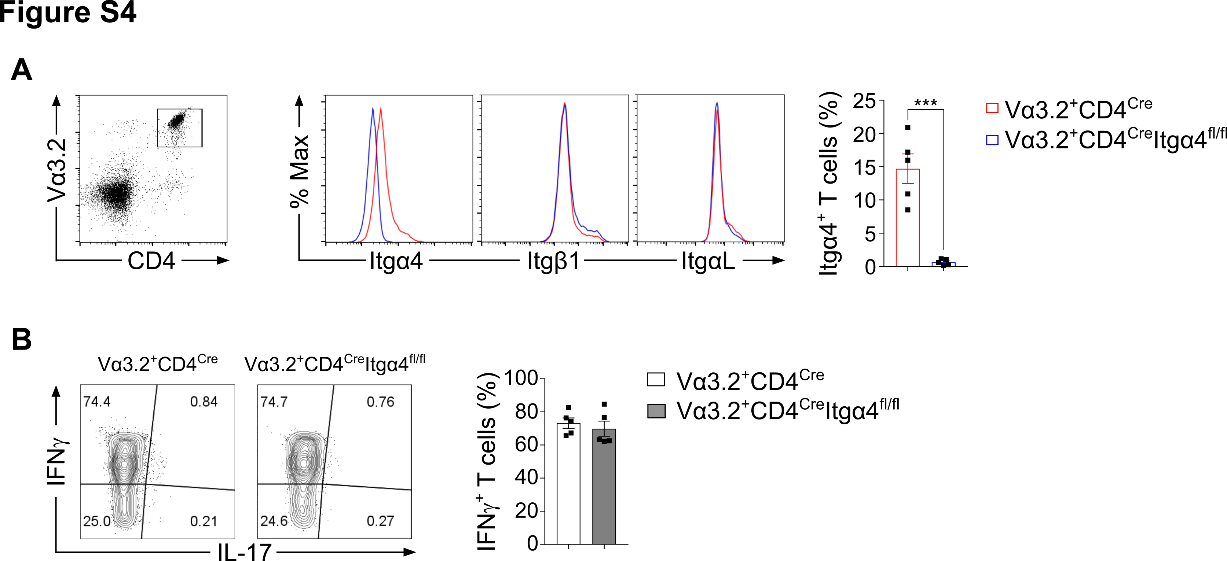 Figure S4
A
Vα3.2
CD4
% Max
Itgα4
Itgβ1
ItgαL
Itgα4⁺ T cells (%)
25
20
15
10
5
0
***
Vα3.2⁺CD4ᶜʳᵉ
Vα3.2⁺CD4ᶜʳᵉItgα4ᶠˡ/ᶠˡ
B
Vα3.2⁺CD4ᶜʳᵉ
Vα3.2⁺CD4ᶜʳᵉItgα4ᶠˡ/ᶠˡ
IFNγ
74.4 0.84
25.0 0.21
74.7 0.76
24.6 0.27
IL-17
IFNγ⁺ T cells (%)
100
80
60
40
20
0
Vα3.2⁺CD4ᶜʳᵉ
Vα3.2⁺CD4ᶜʳᵉItgα4ᶠˡ/ᶠˡ